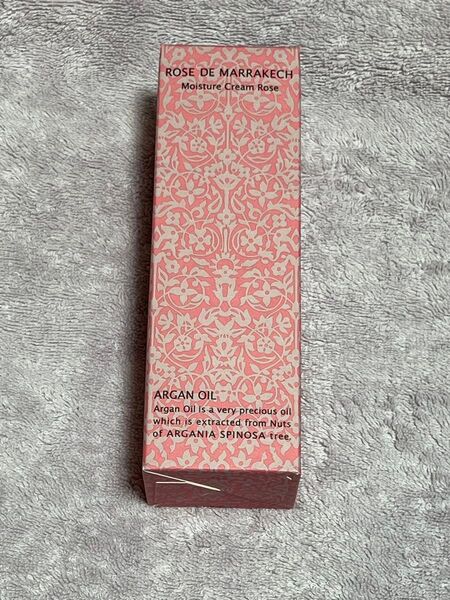 ROSE DE MARRAKECH
Moisture Cream Rose
ARGAN OIL
Argan Oil is a very precious oil
which is extracted from Nuts
of ARGANIA SPINOSA tree.